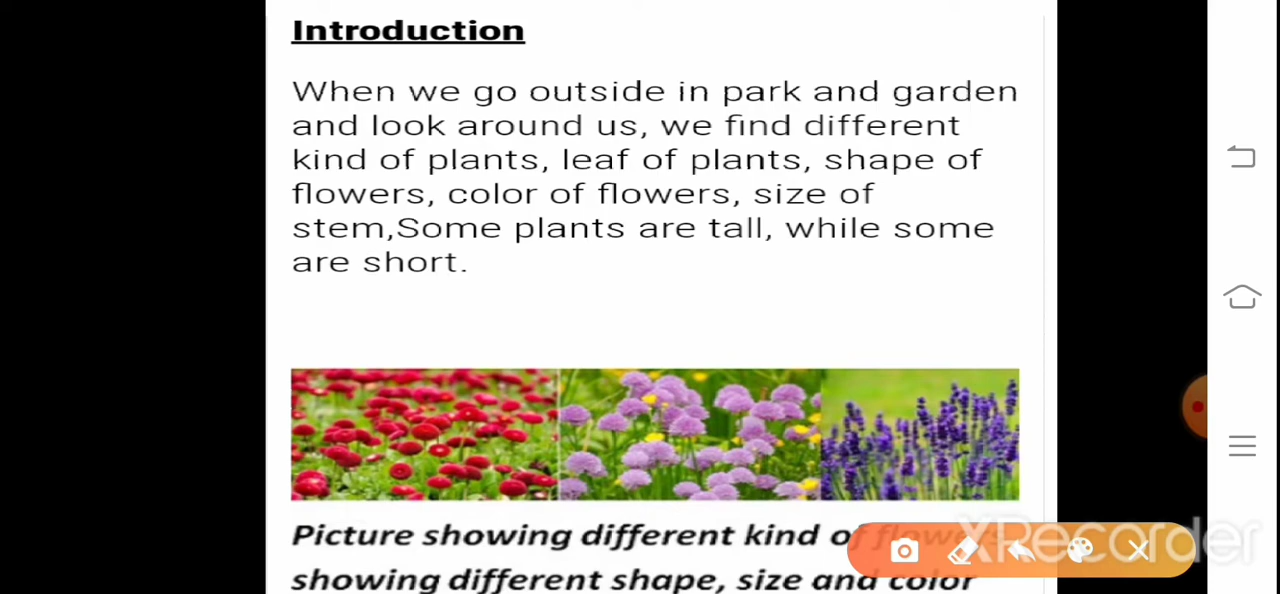 Introduction
When we go outside in park and garden
and look around us, we find different
kind of plants, leaf of plants, shape of
flowers, color of flowers, size of
stem,Some plants are tall, while some
are short.
Picture showing different kind of flowers
showing different shape, size and color
XRecorder